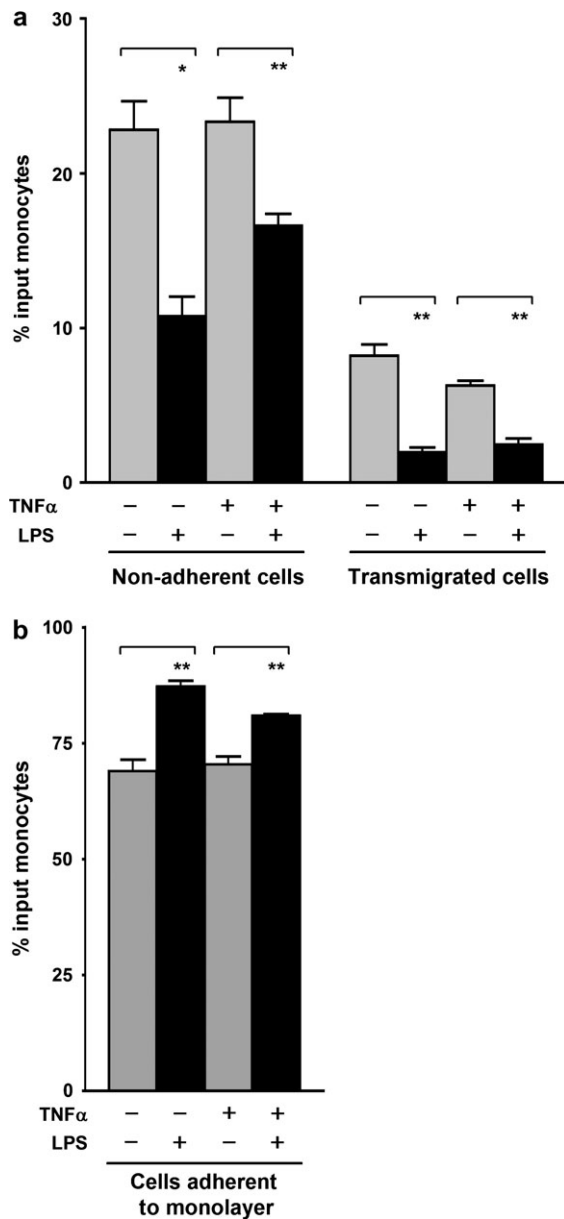 a
30
20
10
0
% input monocytes
* ** ** **
TNFα – – + + – – + +
LPS – + – + – + – +
Non-adherent cells Transmigrated cells
b
100
75
50
25
0
% input monocytes
** **
TNFα – – + +
LPS – + – +
Cells adherent
to monolayer